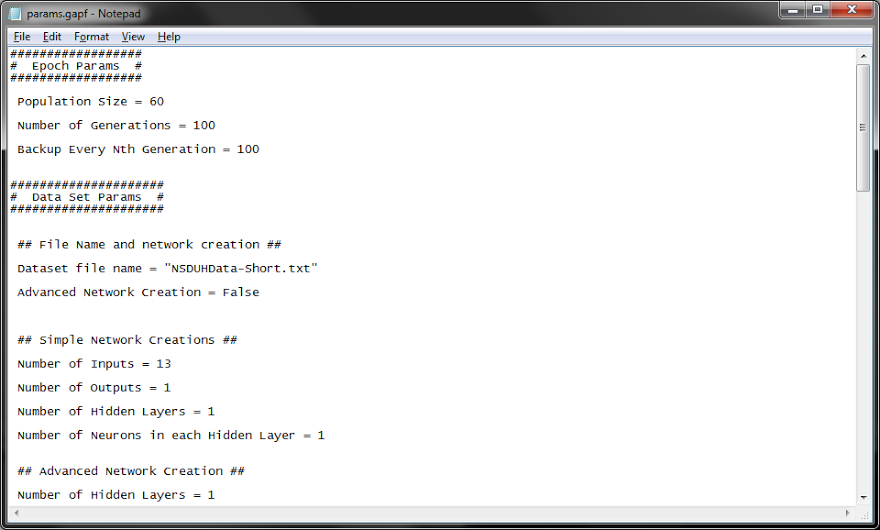 params.gapf - Notepad
File Edit Format View Help
##################
#  Epoch Params  #
##################
Population Size = 60
Number of Generations = 100
Backup Every Nth Generation = 100
#####################
#  Data Set Params  #
#####################
## File Name and network creation ##
Dataset file name = "NSDUHData-Short.txt"
Advanced Network Creation = False
## Simple Network Creations ##
Number of Inputs = 13
Number of Outputs = 1
Number of Hidden Layers = 1
Number of Neurons in each Hidden Layer = 1
## Advanced Network Creation ##
Number of Hidden Layers = 1